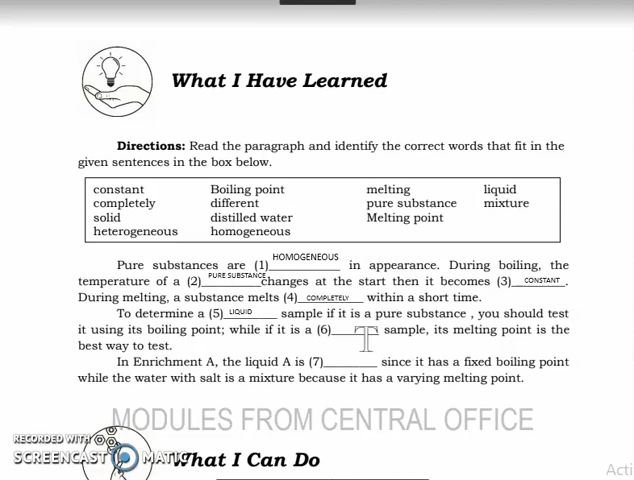 What I Have Learned
Directions: Read the paragraph and identify the correct words that fit in the
given sentences in the box below.
constant Boiling point melting liquid
completely different pure substance mixture
solid distilled water Melting point
heterogeneous homogeneous
Pure substances are (1) HOMOGENEOUS in appearance. During boiling, the
temperature of a (2) PURE SUBSTANCE changes at the start then it becomes (3) CONSTANT.
During melting, a substance melts (4) COMPLETELY within a short time.
To determine a (5) LIQUID sample if it is a pure substance , you should test
it using its boiling point; while if it is a (6)________ sample, its melting point is the
best way to test.
In Enrichment A, the liquid A is (7)________ since it has a fixed boiling point
while the water with salt is a mixture because it has a varying melting point.
MODULES FROM CENTRAL OFFICE
RECORDED WITH
SCREENCAST MATIC
What I Can Do
Acti